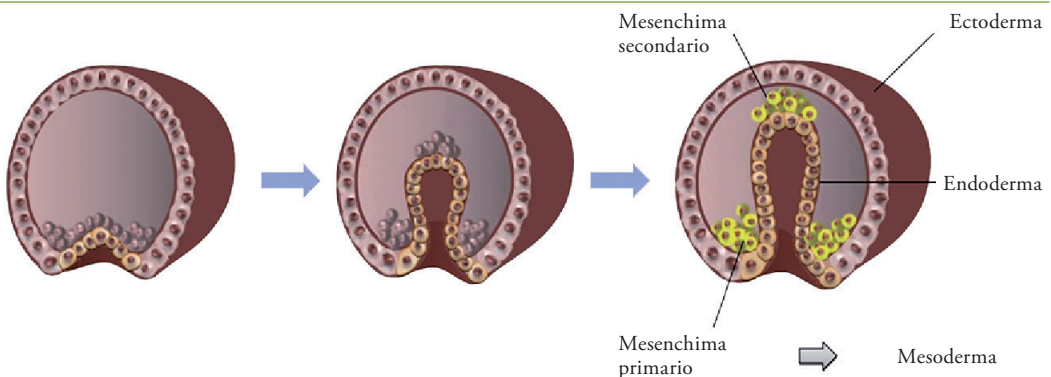 Mesenchima
secondario
Ectoderma
Endoderma
Mesenchima
primario
Mesoderma